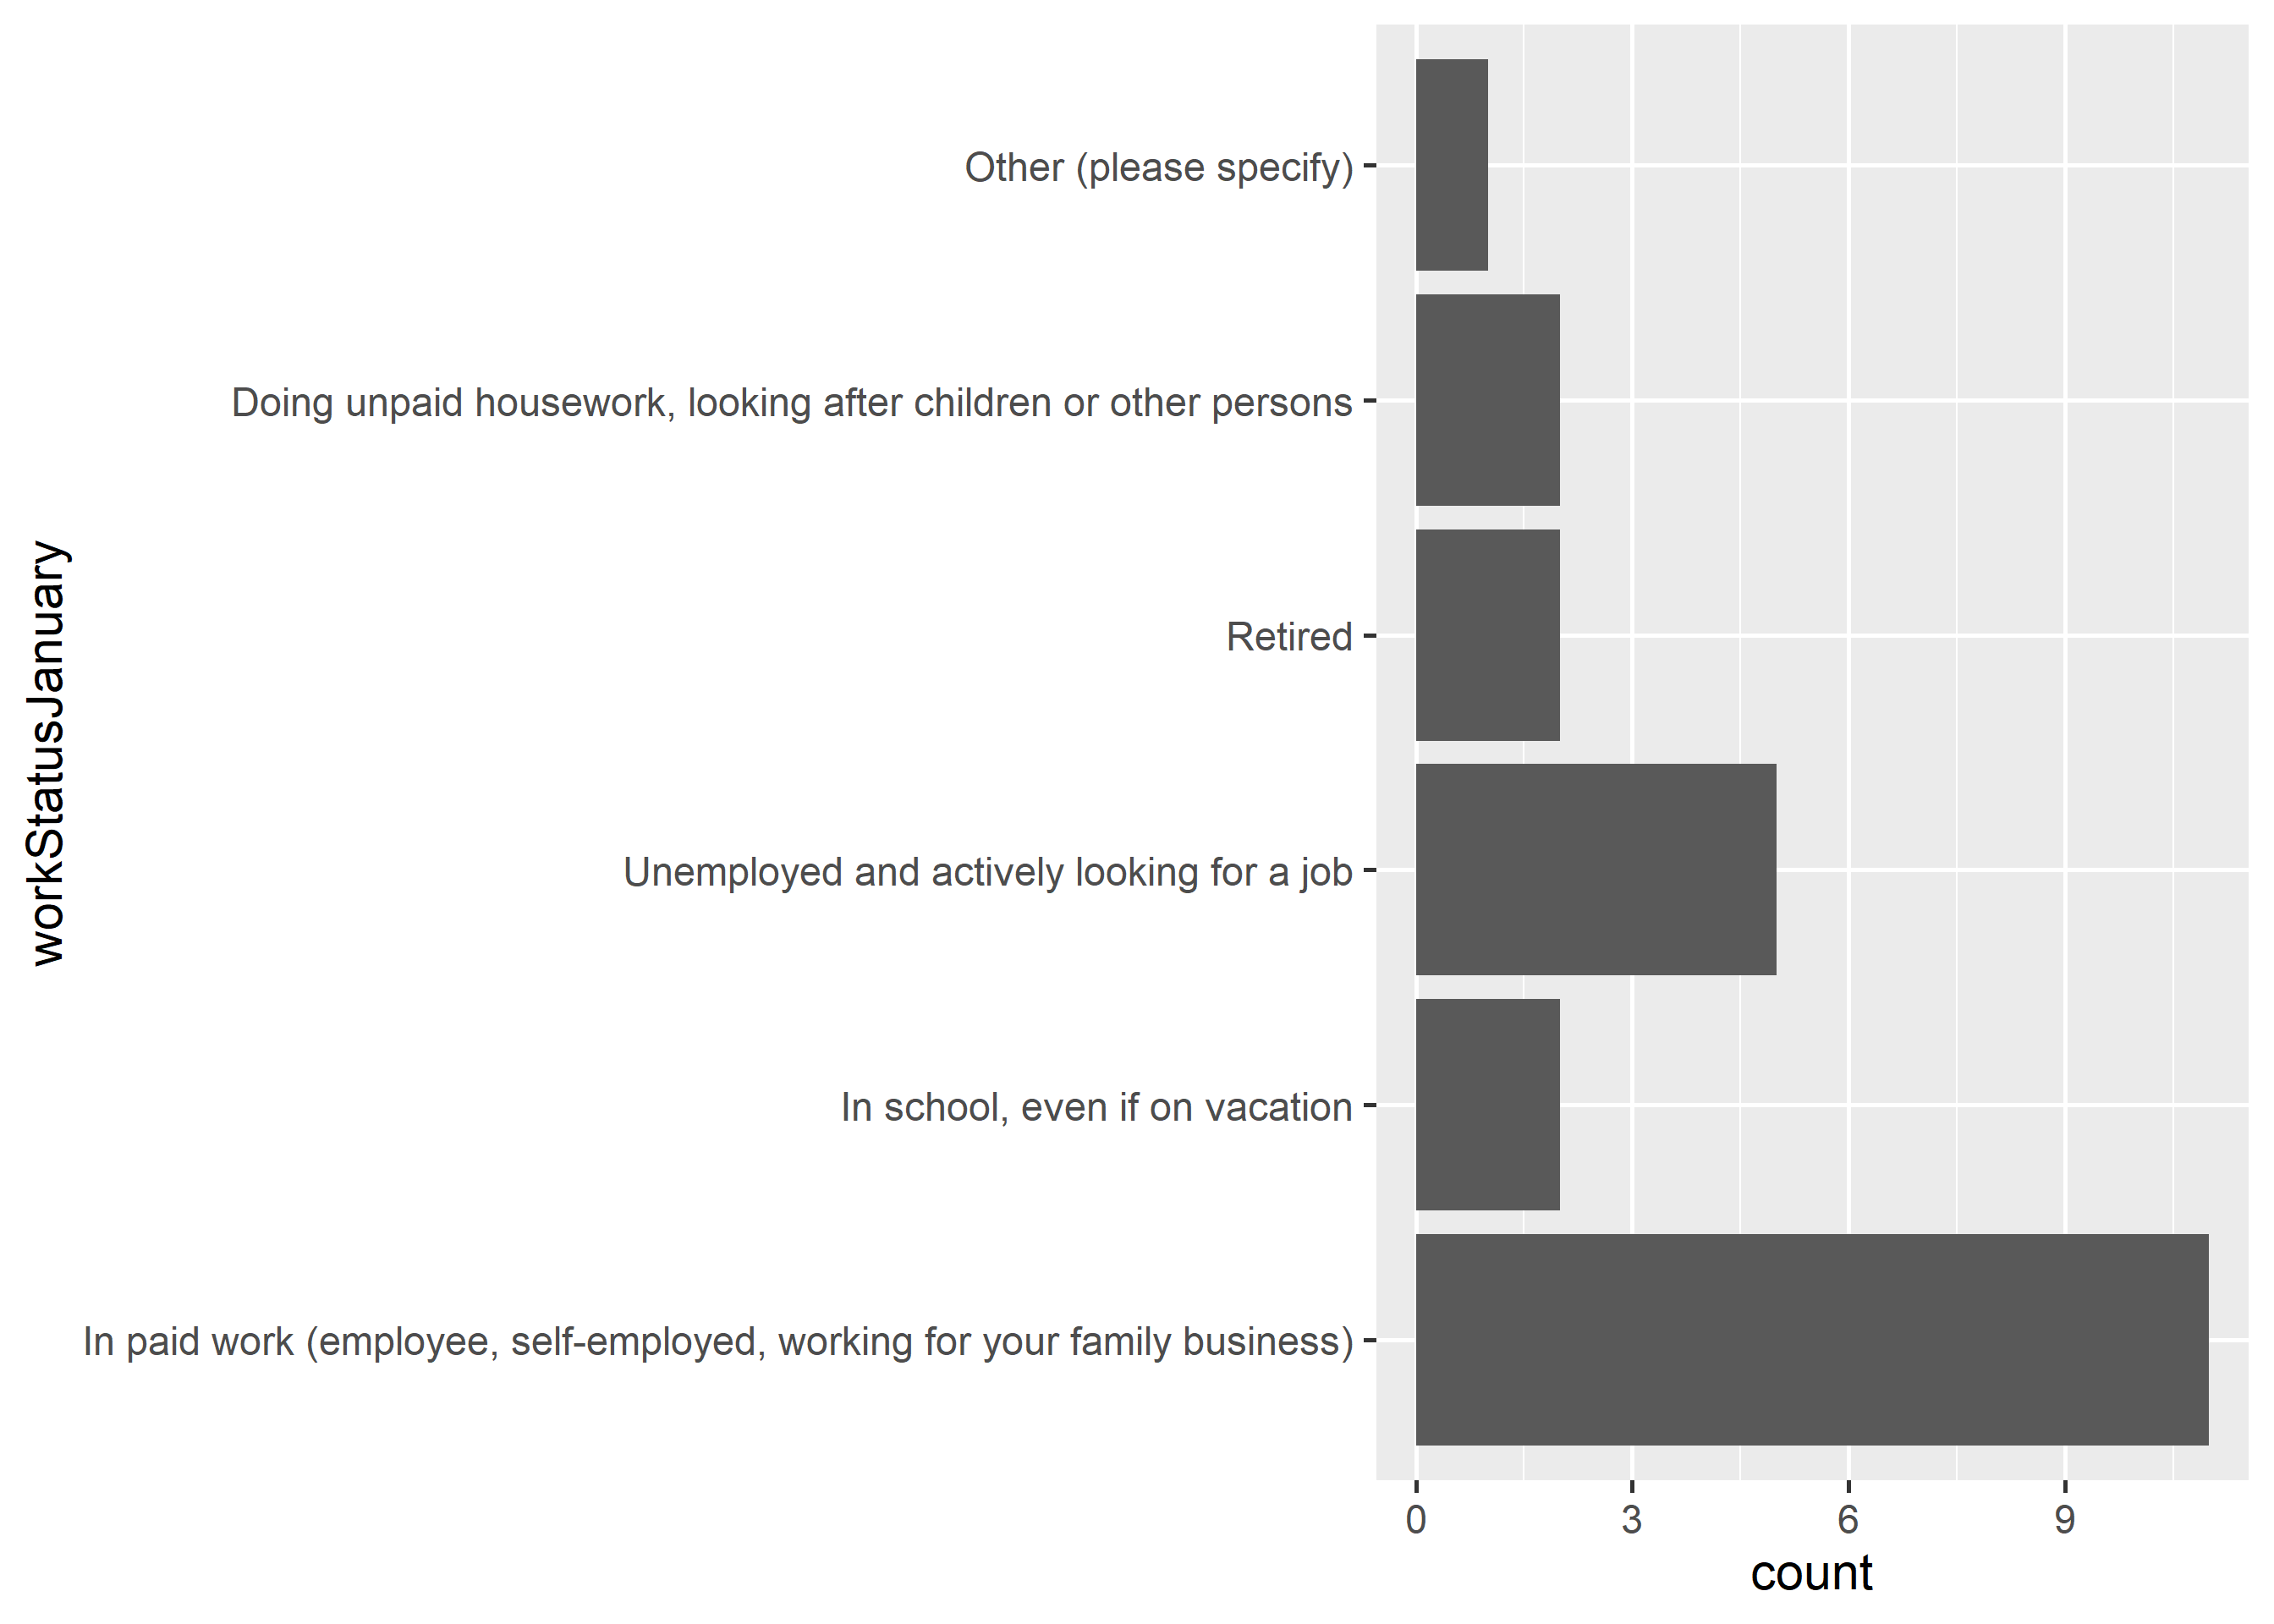 Other (please specify)
Doing unpaid housework, looking after children or other persons
Retired
Unemployed and actively looking for a job
In school, even if on vacation
In paid work (employee, self-employed, working for your family business)
workStatusJanuary
0 3 6 9
count